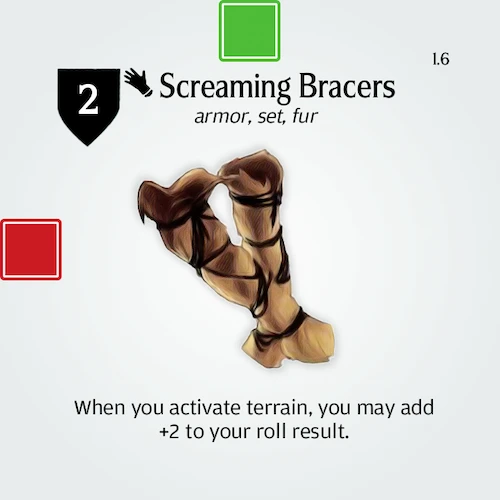 1.6
2 Screaming Bracers
armor, set, fur
When you activate terrain, you may add
+2 to your roll result.